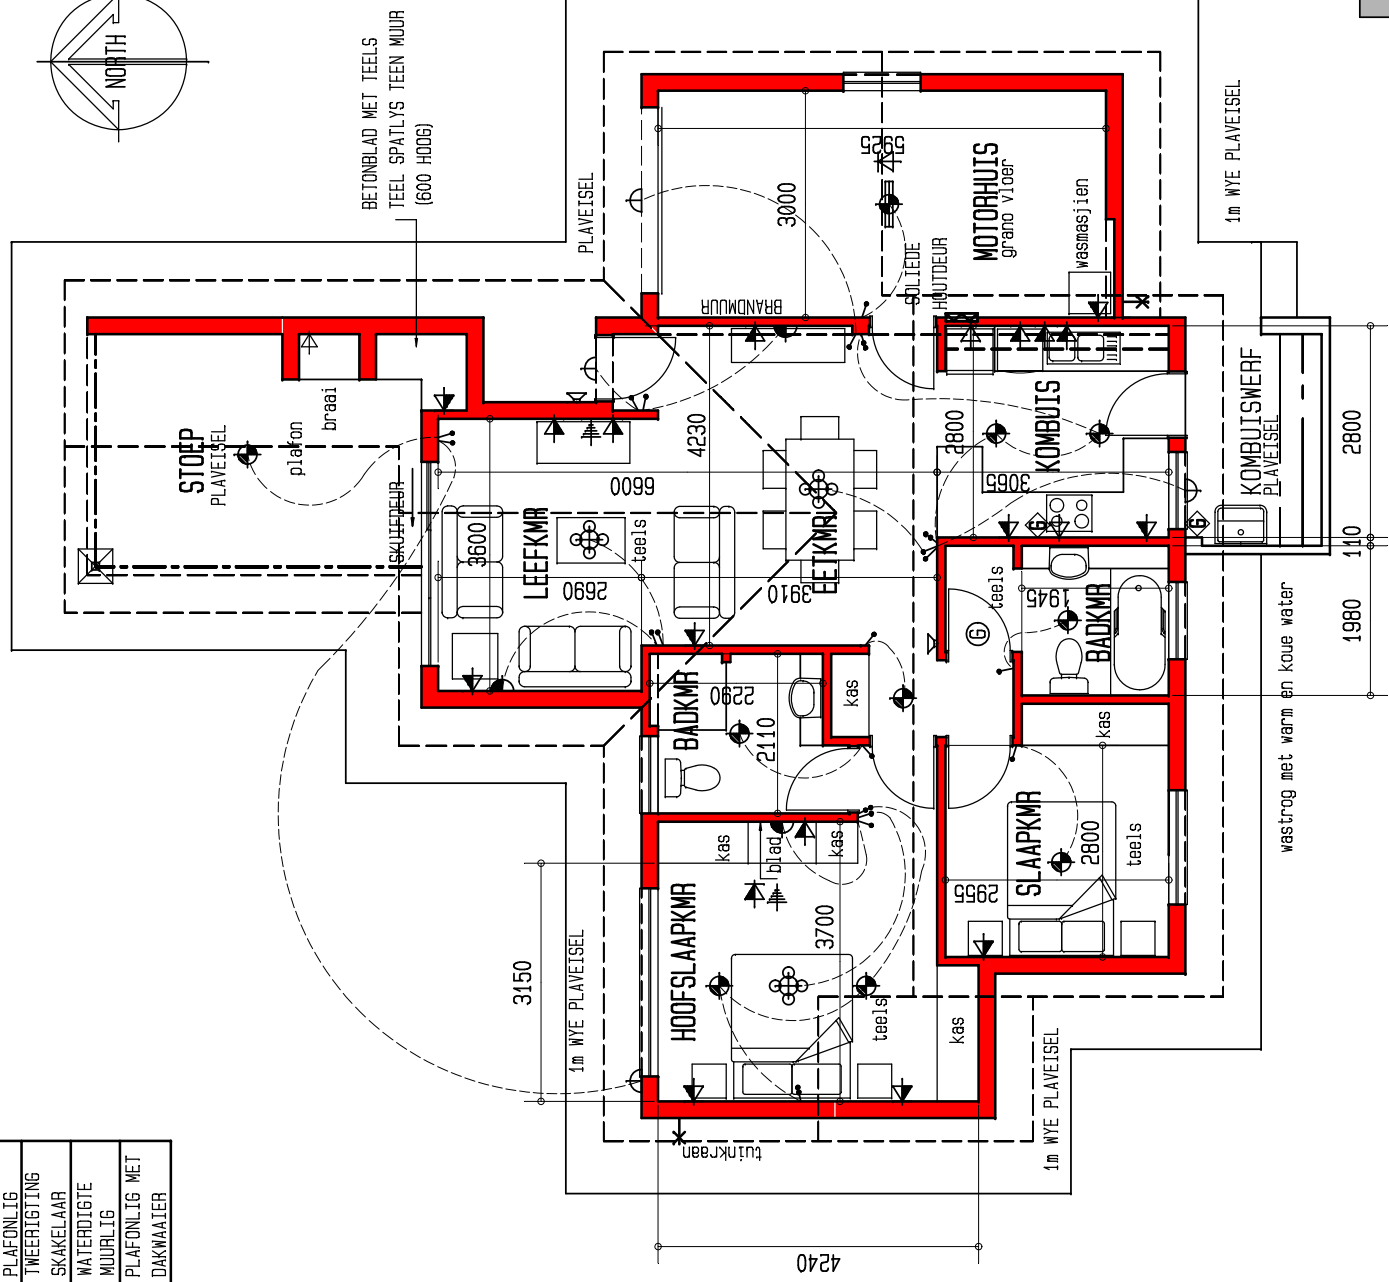 NORTH
BETONBLAD MET TEELS
TEEL SPATLYS TEEN MUUR
(600 HOOG)
PLAVEISEL
1m WYE PLAVEISEL
5925
3000
MOTORHUIS
grano vloer
wasmasjien
SOLIEDE
HOUTDEUR
BRANDMUUR
STOEP
PLAVEISEL
plafon
braai
SKUIFDEUR
4230
6600
3600
LEEFKMR
teels
2690
3910
EETKMR
2800
KOMBUIS
3065
G
G
KOMBUISWERF
PLAVEISEL
2800
110
1980
teels
1945
BADKMR
G
BADKMR
2290
2110
kas
kas
SLAAPKMR
2800
2955
teels
wastrog met warm en koue water
kas
blad
kas
HOOFSLAAPKMR
3700
teels
kas
3150
1m WYE PLAVEISEL
1m WYE PLAVEISEL
tuinkraan
4240
PLAFONLIG
TWEERIGTING
SKAKELAAR
WATERDIGTE
MUURLIG
PLAFONLIG MET
DAKWAAIER